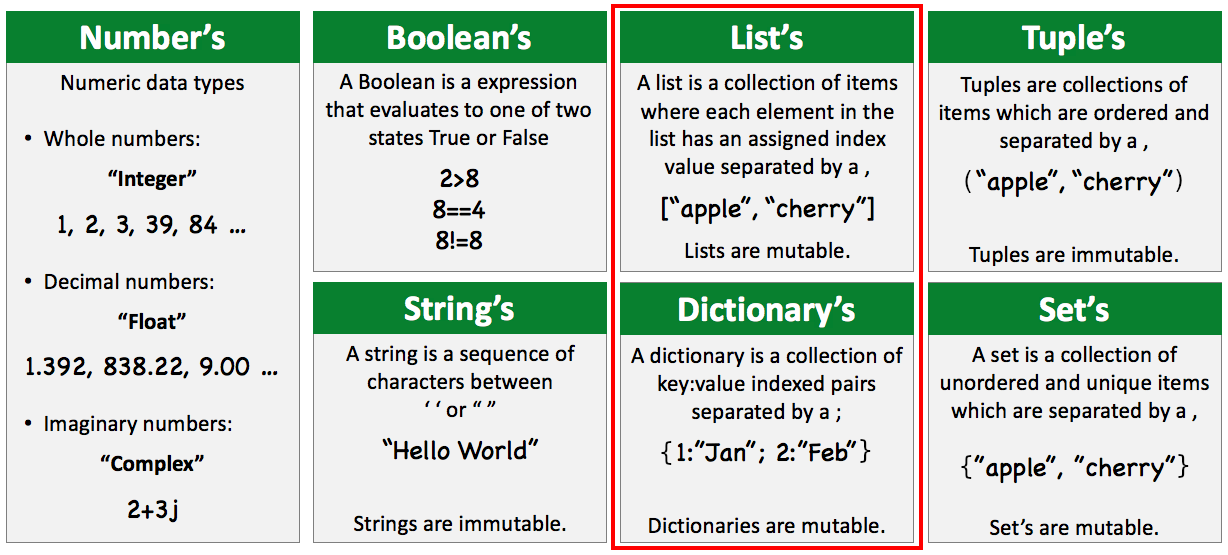 Number’s
Numeric data types
• Whole numbers:
“Integer”
1, 2, 3, 39, 84 ...
• Decimal numbers:
“Float”
1.392, 838.22, 9.00 ...
• Imaginary numbers:
“Complex”
2+3j
Boolean’s
A Boolean is a expression
that evaluates to one of two
states True or False
2>8
8==4
8!=8
String’s
A string is a sequence of
characters between
‘ ‘ or “ ”
“Hello World”
Strings are immutable.
List’s
A list is a collection of items
where each element in the
list has an assigned index
value separated by a ,
[“apple”, “cherry”]
Lists are mutable.
Dictionary’s
A dictionary is a collection of
key:value indexed pairs
separated by a ;
{1:”Jan”; 2:”Feb”}
Dictionaries are mutable.
Tuple’s
Tuples are collections of
items which are ordered and
separated by a ,
(“apple”, “cherry”)
Tuples are immutable.
Set’s
A set is a collection of
unordered and unique items
which are separated by a ,
{”apple”, ”cherry”}
Set’s are mutable.